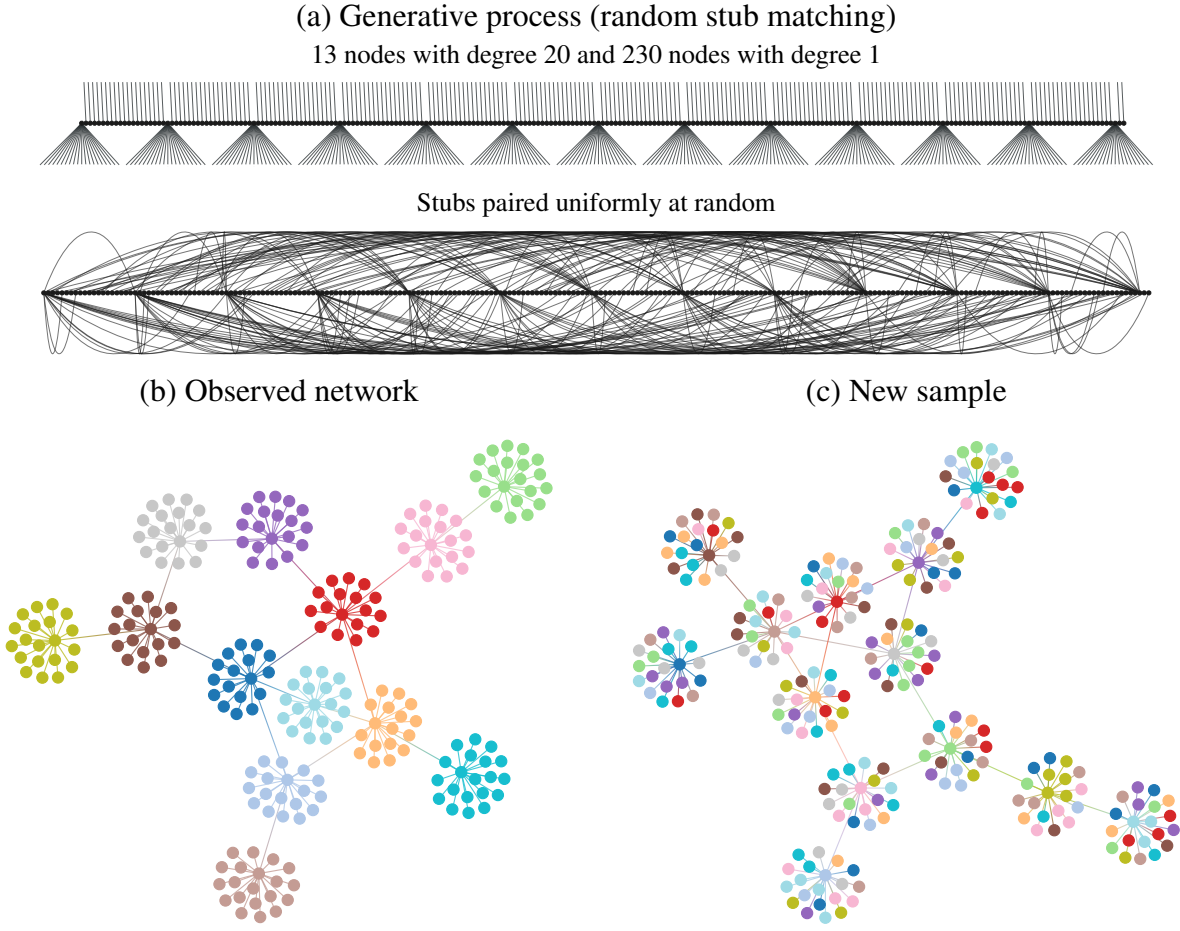 (a) Generative process (random stub matching)
13 nodes with degree 20 and 230 nodes with degree 1
Stubs paired uniformly at random
(b) Observed network
(c) New sample